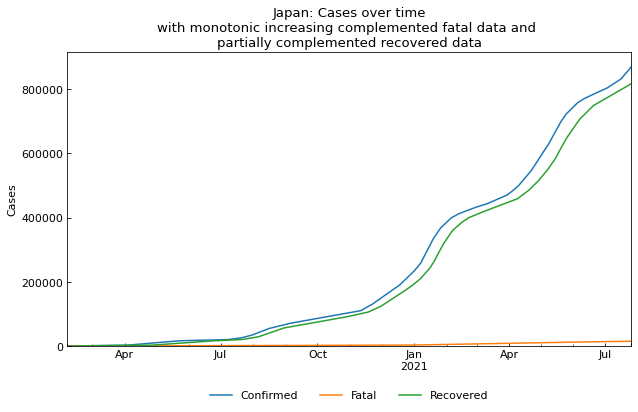 Japan: Cases over time
with monotonic increasing complemented fatal data and
partially complemented recovered data
Cases
800000
600000
400000
200000
0
Apr Jul Oct Jan Apr Jul
2021
Confirmed Fatal Recovered